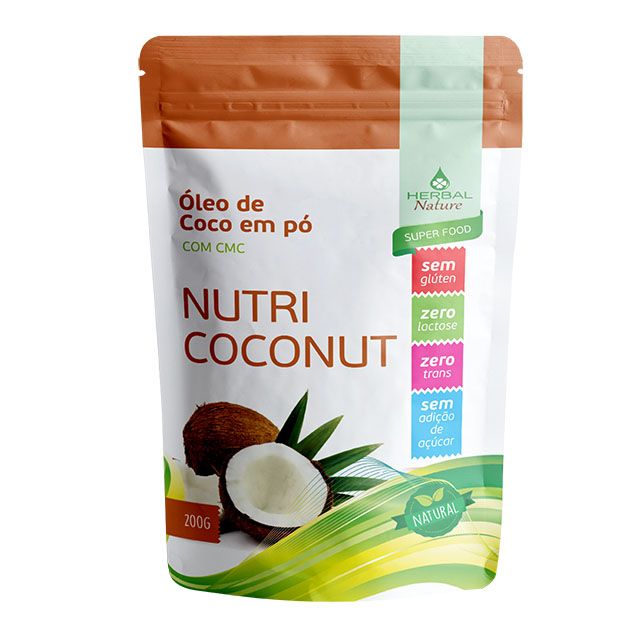 HERBAL
Nature
SUPER FOOD
Óleo de
Coco em pó
COM CMC
NUTRI
COCONUT
sem
glúten
zero
lactose
zero
trans
sem
adição
de
açúcar
200G
NATURAL